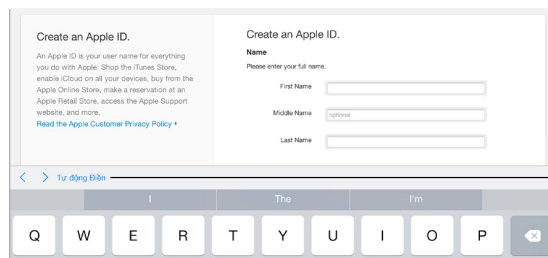 Create an Apple ID.
An Apple ID is your user name for everything
you do with Apple: Shop the iTunes Store,
enable iCloud on all your devices, buy from the
Apple Online Store, make a reservation at an
Apple Retail Store, access the Apple Support
website, and more.
Read the Apple Customer Privacy Policy
Create an Apple ID.
Name
Please enter your full name.
First Name
Middle Name optional
Last Name
Tự động Điền
I The I'm
Q W E R T Y U I O P